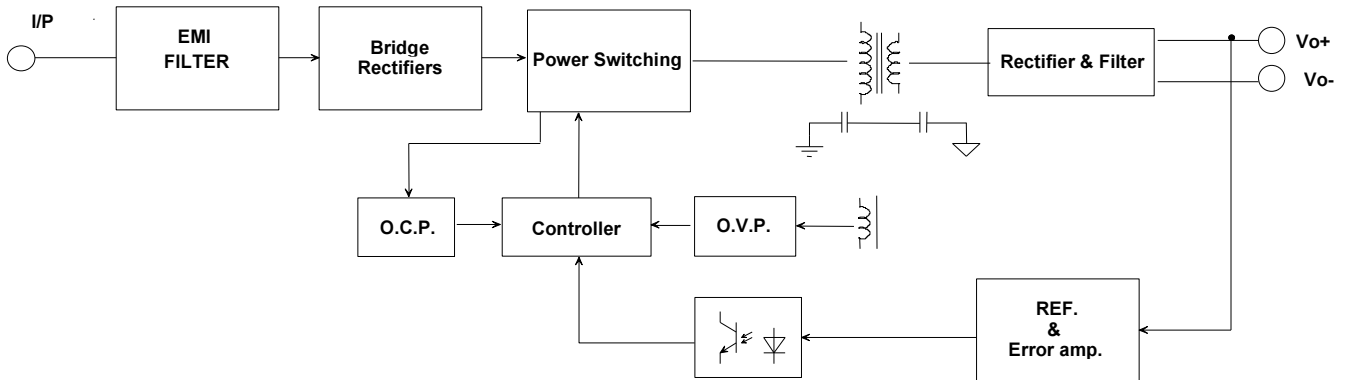 I/P
EMI
FILTER
Bridge
Rectifiers
Power Switching
Rectifier & Filter
Vo+
Vo-
O.C.P.
Controller
O.V.P.
REF.
&
Error amp.